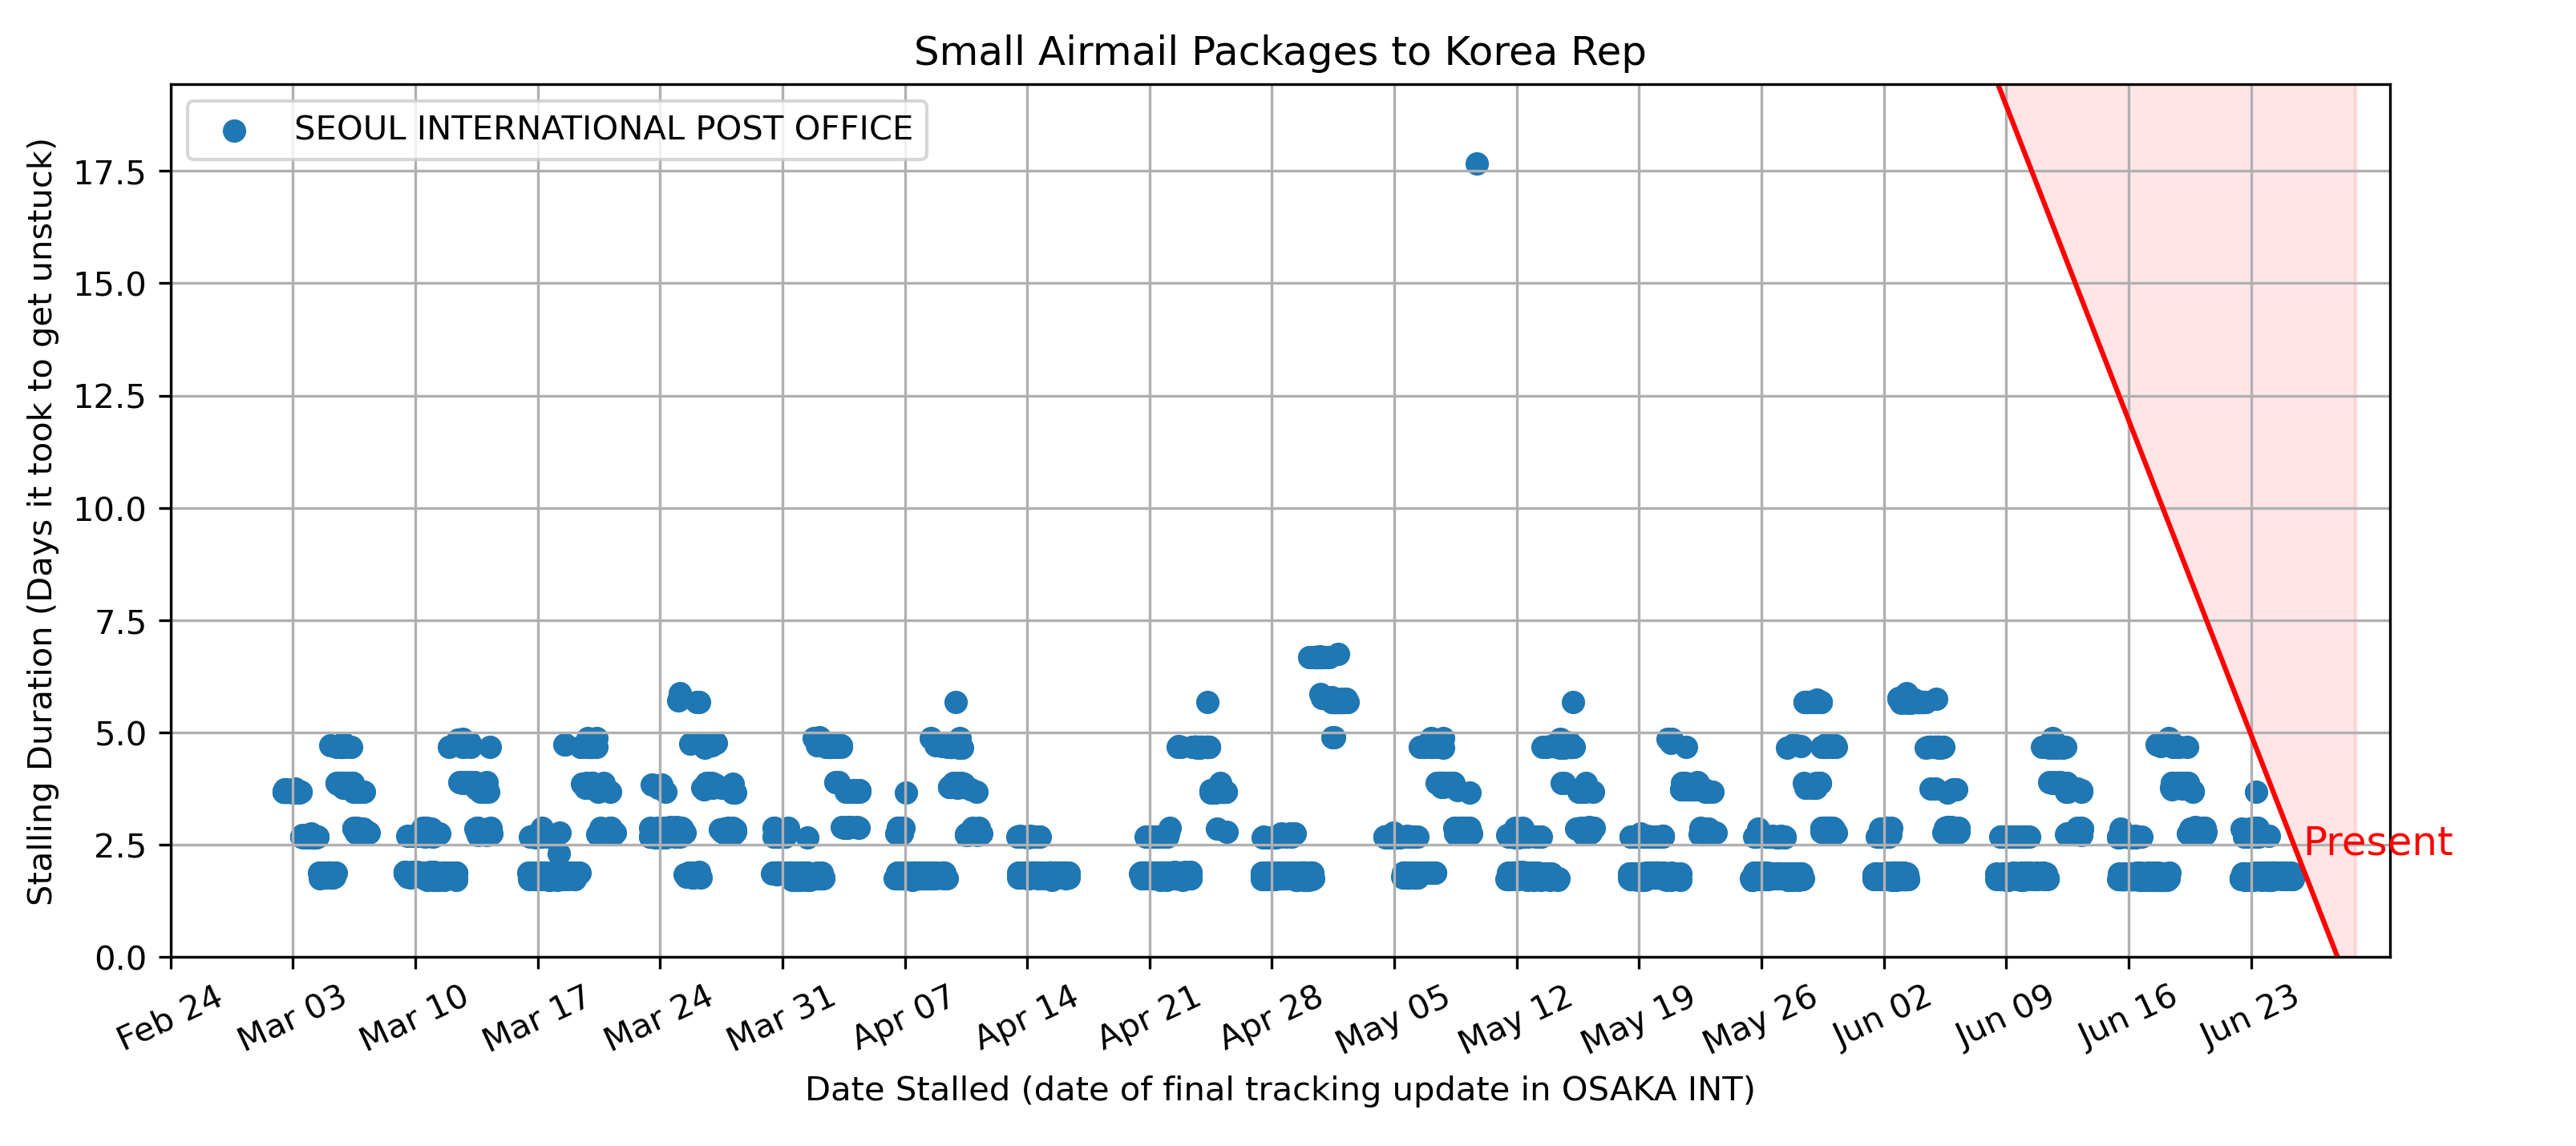 Small Airmail Packages to Korea Rep
SEOUL INTERNATIONAL POST OFFICE
Stalling Duration (Days it took to get unstuck)
17.5
15.0
12.5
10.0
7.5
5.0
2.5
0.0
Present
Feb 24
Mar 03
Mar 10
Mar 17
Mar 24
Mar 31
Apr 07
Apr 14
Apr 21
Apr 28
May 05
May 12
May 19
May 26
Jun 02
Jun 09
Jun 16
Jun 23
Date Stalled (date of final tracking update in OSAKA INT)